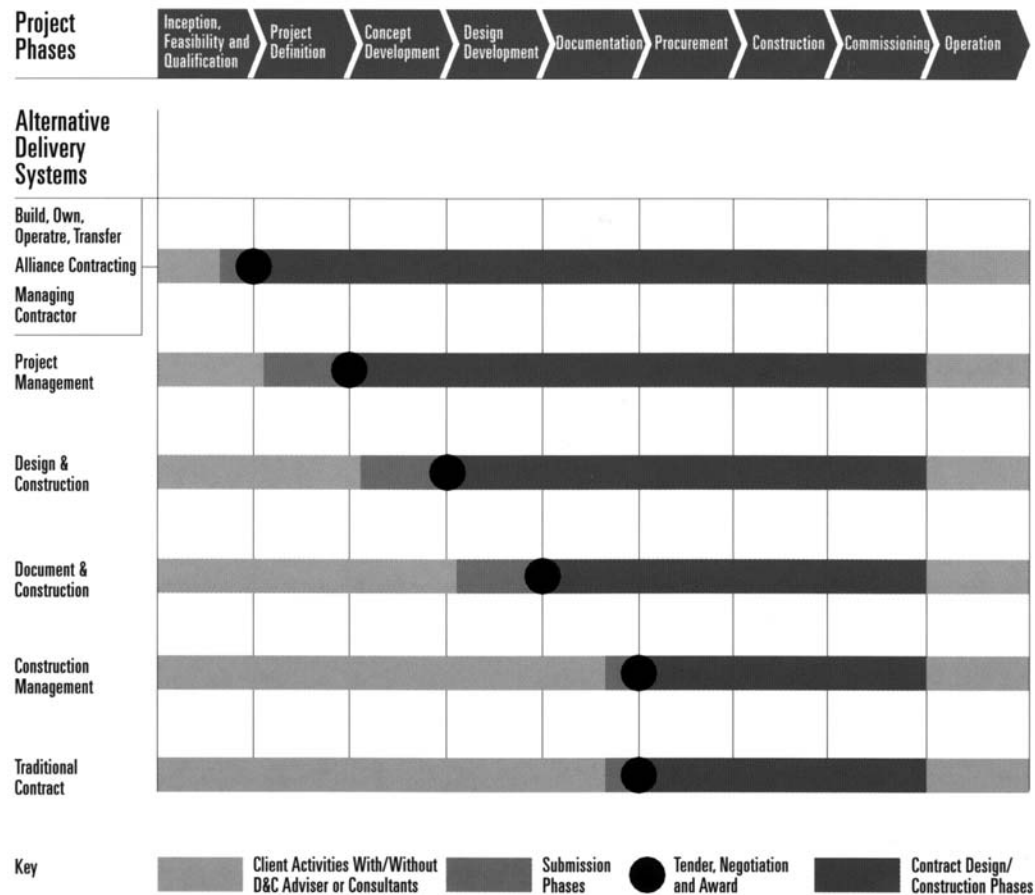 Project
Phases
Inception,
Feasibility and
Qualification
Project
Definition
Concept
Development
Design
Development
Documentation
Procurement
Construction
Commissioning
Operation
Alternative
Delivery
Systems
Build, Own,
Operatre, Transfer
Alliance Contracting
Managing
Contractor
Project
Management
Design &
Construction
Document &
Construction
Construction
Management
Traditional
Contract
Key
Client Activities With/Without
D&C Adviser or Consultants
Submission
Phases
Tender, Negotiation
and Award
Contract Design/
Construction Phases